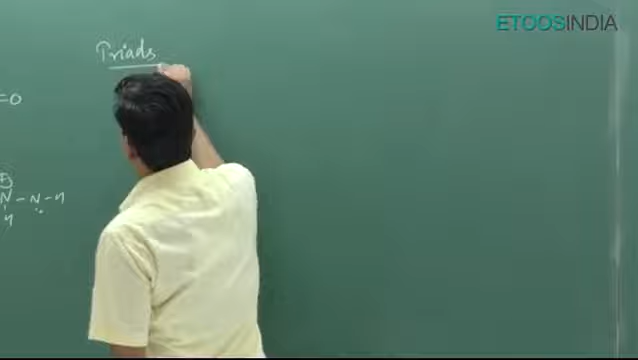 ETOOSINDIA
Triads
=O
N - N - H
H